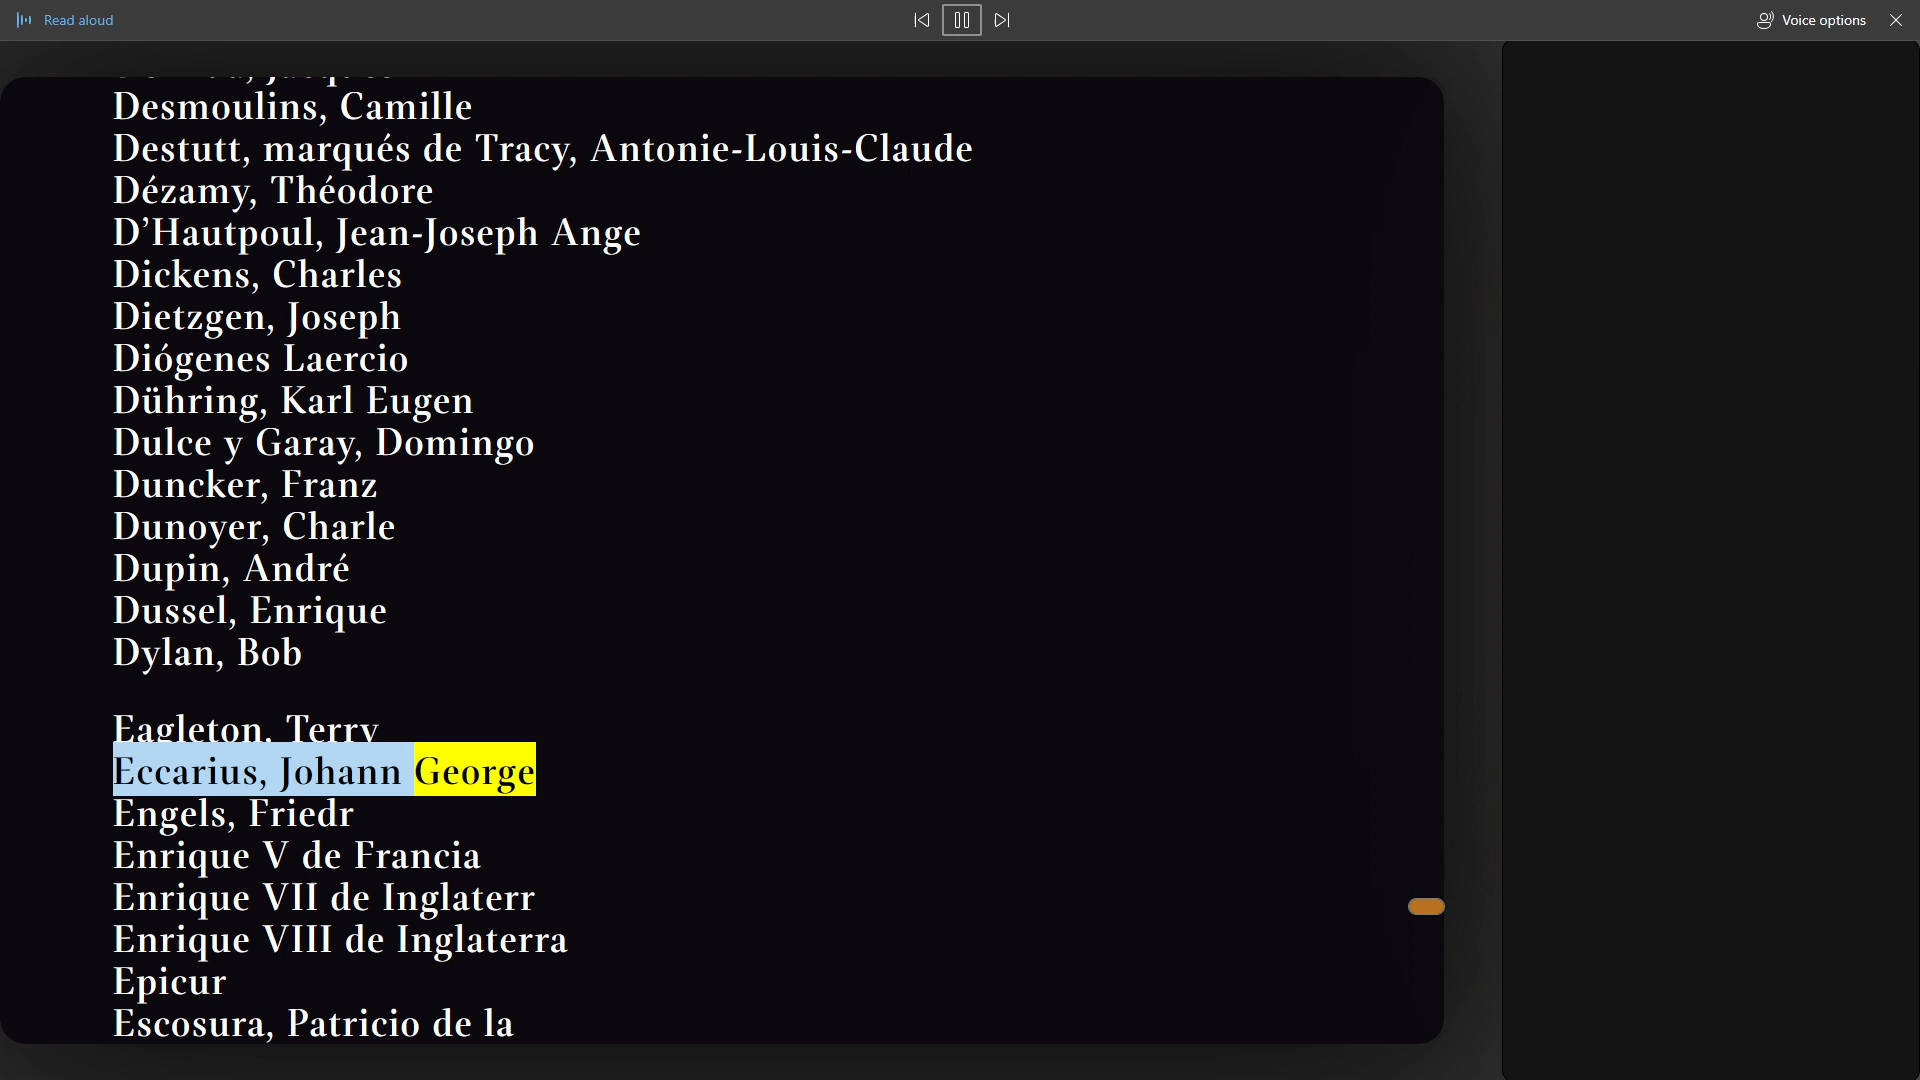 Read aloud
Voice options
Desmoulins, Camille
Destutt, marqués de Tracy, Antonie-Louis-Claude
Dézamy, Théodore
D’Hautpoul, Jean-Joseph Ange
Dickens, Charles
Dietzgen, Joseph
Diógenes Laercio
Dühring, Karl Eugen
Dulce y Garay, Domingo
Duncker, Franz
Dunoyer, Charle
Dupin, André
Dussel, Enrique
Dylan, Bob
Eagleton, Terry
Eccarius, Johann George
Engels, Friedr
Enrique V de Francia
Enrique VII de Inglaterr
Enrique VIII de Inglaterra
Epicur
Escosura, Patricio de la